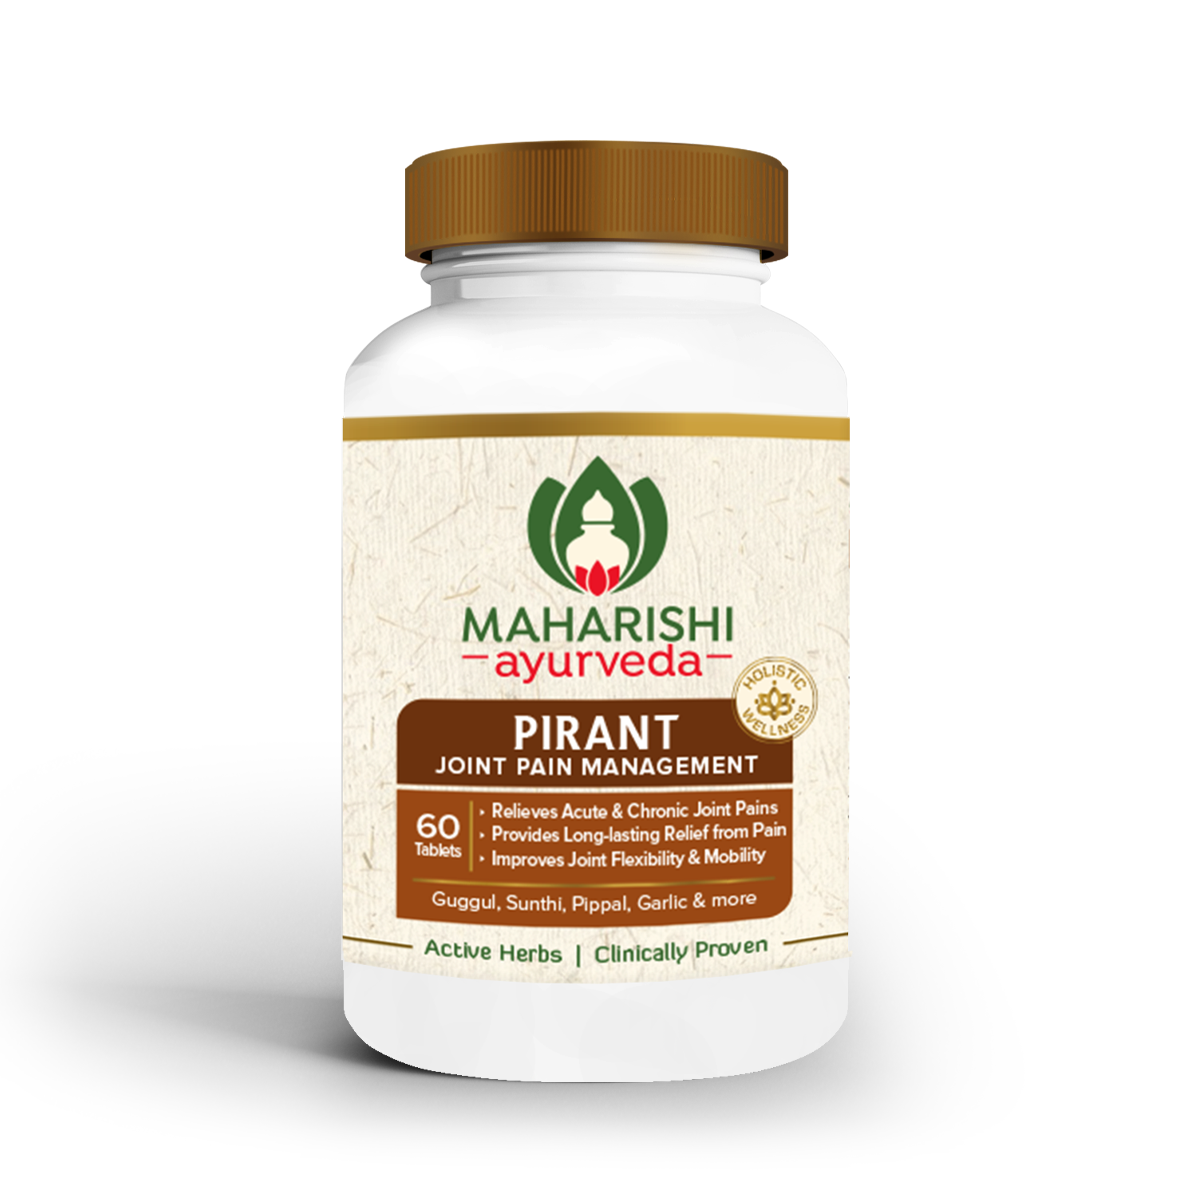 MAHARISHI
ayurveda
HOLISTIC
WELLNESS
PIRANT
JOINT PAIN MANAGEMENT
60
Tablets
› Relieves Acute & Chronic Joint Pains
› Provides Long-lasting Relief from Pain
› Improves Joint Flexibility & Mobility
Guggul, Sunthi, Pippal, Garlic & more
Active Herbs | Clinically Proven